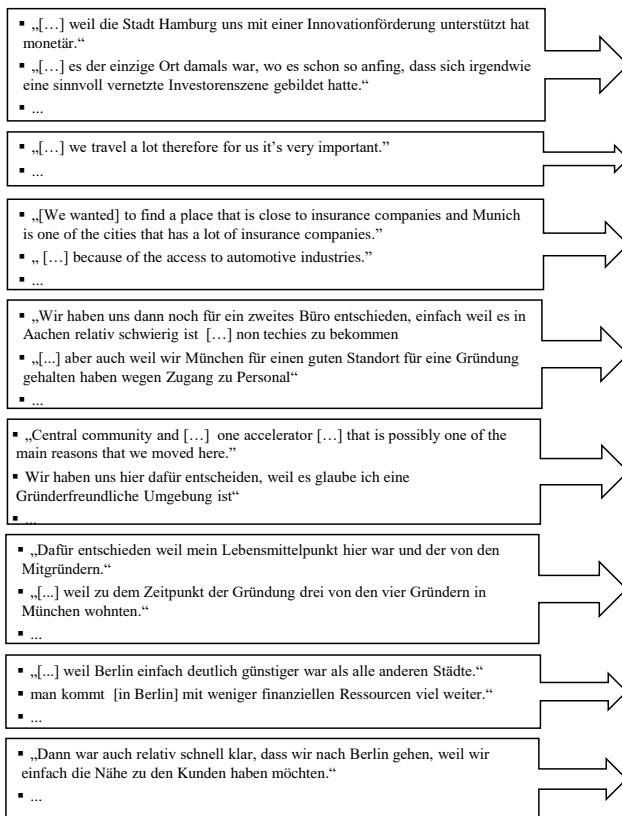 ▪ „[…] weil die Stadt Hamburg uns mit einer Innovationförderung unterstützt hat
monetär.“
▪ „[…] es der einzige Ort damals war, wo es schon so anfing, dass sich irgendwie
eine sinnvoll vernetzte Investorenszene gebildet hatte.“
▪ ...
▪ „[…] we travel a lot therefore for us it’s very important.”
▪ ...
▪ „[We wanted] to find a place that is close to insurance companies and Munich
is one of the cities that has a lot of insurance companies.”
▪ „ […] because of the access to automotive industries.”
▪ ...
▪ „Wir haben uns dann noch für ein zweites Büro entschieden, einfach weil es in
Aachen relativ schwierig ist […] non techies zu bekommen
▪ „[...] aber auch weil wir München für einen guten Standort für eine Gründung
gehalten haben wegen Zugang zu Personal“
▪ ...
▪ „Central community and […] one accelerator […] that is possibly one of the
main reasons that we moved here.”
▪ Wir haben uns hier dafür entscheiden, weil es glaube ich eine
Gründerfreundliche Umgebung ist“
▪ ...
▪ „Dafür entschieden weil mein Lebensmittelpunkt hier war und der von den
Mitgründern.“
▪ „[...] weil zu dem Zeitpunkt der Gründung drei von den vier Gründern in
München wohnten.“
▪ ...
▪ „[...] weil Berlin einfach deutlich günstiger war als alle anderen Städte.“
▪ man kommt [in Berlin] mit weniger finanziellen Ressourcen viel weiter.“
▪ ...
▪ „Dann war auch relativ schnell klar, dass wir nach Berlin gehen, weil wir
einfach die Nähe zu den Kunden haben möchten.“
▪ ...